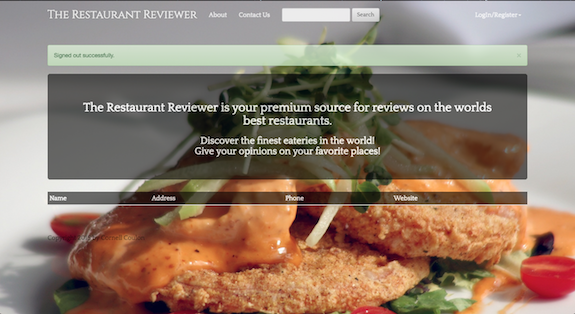 The Restaurant Reviewer About Contact Us Search Login/Register
Signed out successfully. ×
The Restaurant Reviewer is your premium source for reviews on the worlds
best restaurants.
Discover the finest eateries in the world!
Give your opinions on your favorite places!
Name Address Phone Website